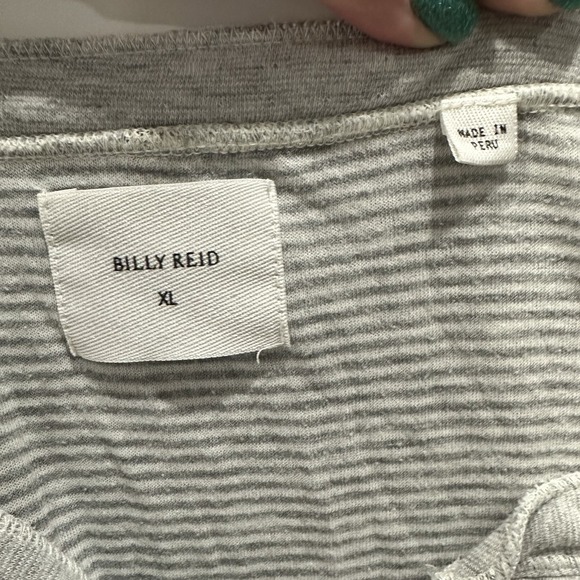 MADE IN
PERU
BILLY REID
XL